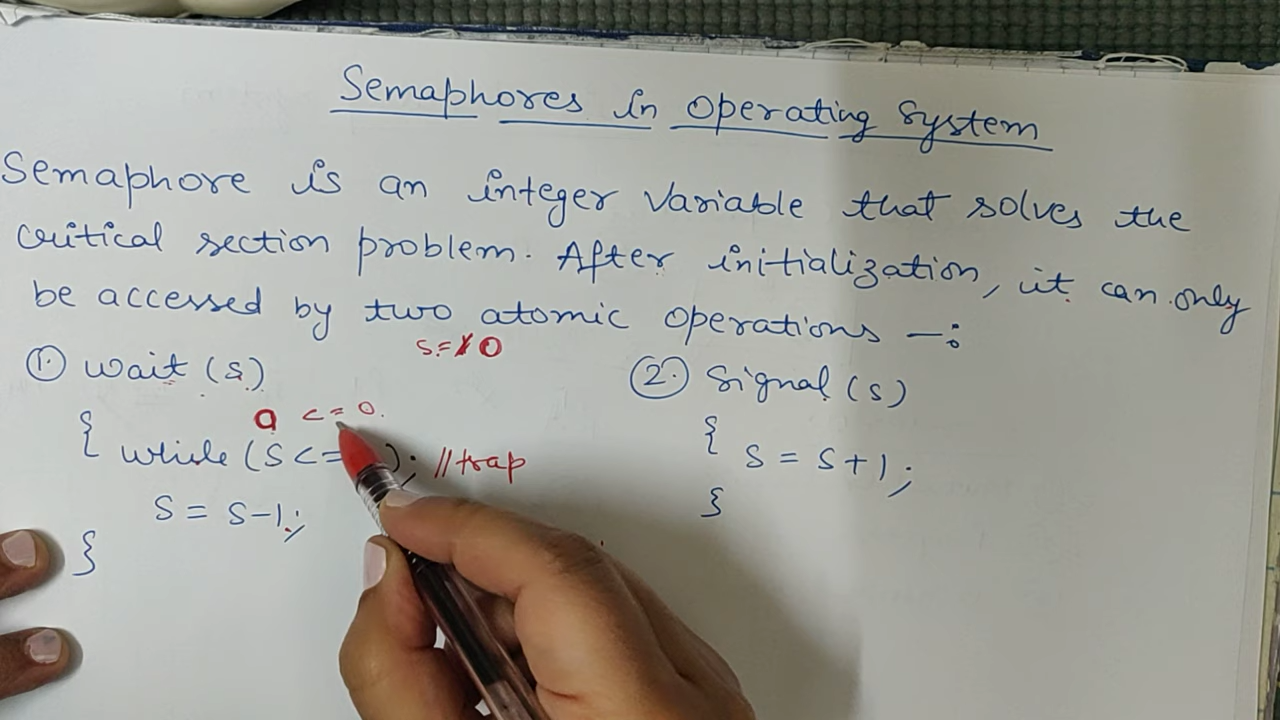 Semaphores in Operating System
Semaphore is an integer variable that solves the
critical section problem. After initialization, it can only
be accessed by two atomic operations —:
S = 1 0
① wait (s)
{
0 <= 0.
while (S <= ); // trap
S = S-1;
}
② Signal (s)
{
S = S+1;
}